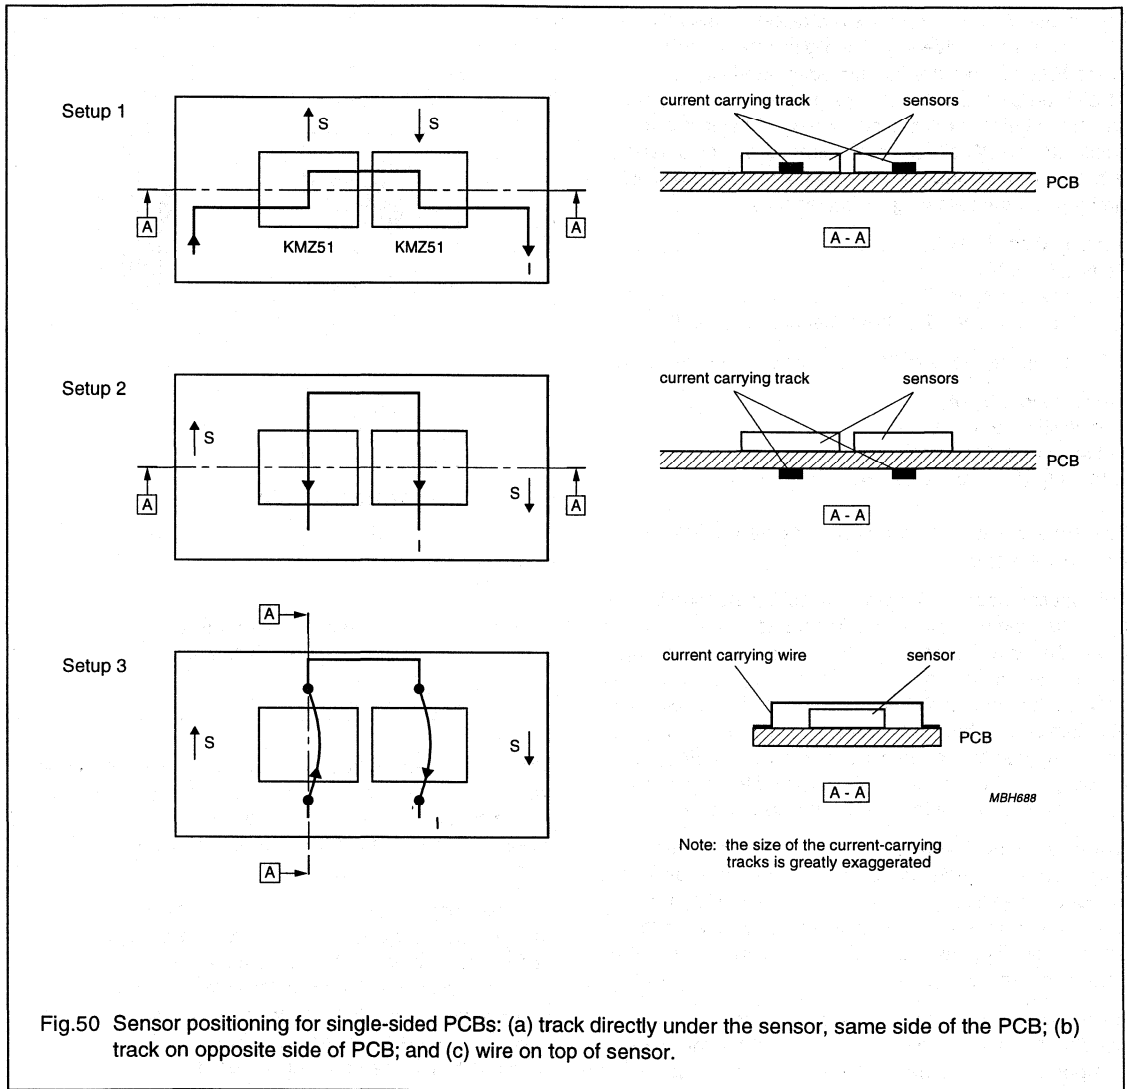 Setup 1
S
S
A
A
KMZ51
KMZ51
I
current carrying track
sensors
PCB
A - A
Setup 2
S
A
S
A
I
current carrying track
sensors
PCB
A - A
A
Setup 3
S
S
I
A
current carrying wire
sensor
PCB
A - A
MBH688
Note: the size of the current-carrying
tracks is greatly exaggerated
Fig.50 Sensor positioning for single-sided PCBs: (a) track directly under the sensor, same side of the PCB; (b)
track on opposite side of PCB; and (c) wire on top of sensor.